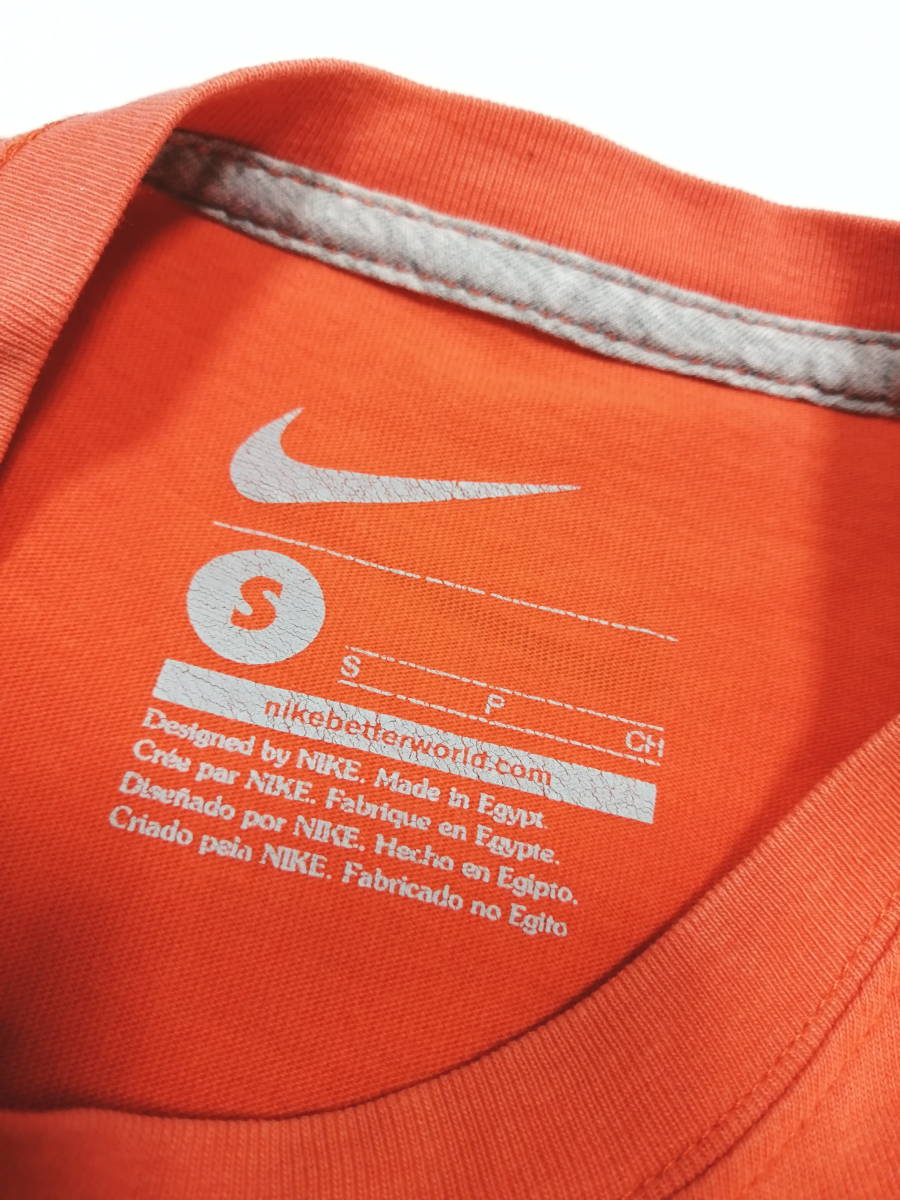 S
S P CH
nikebetterworld.com
Designed by NIKE. Made in Egypt.
Crée par NIKE. Fabrique en Egypte.
Diseñado por NIKE. Hecho en Egipto.
Criado pela NIKE. Fabricado no Egito